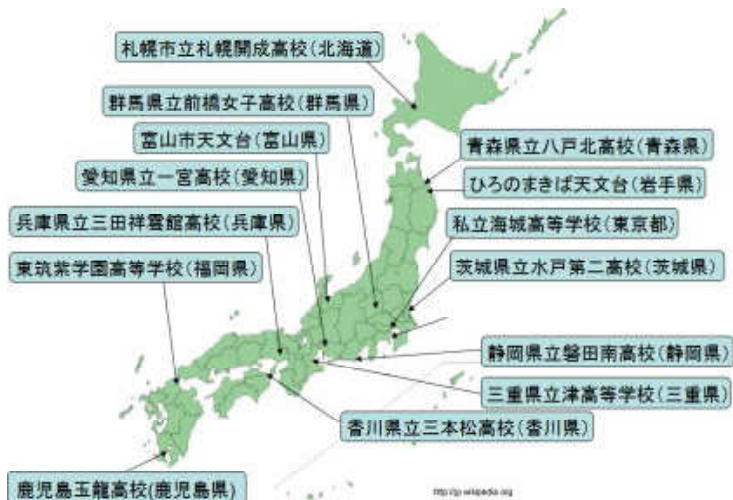 札幌市立札幌開成高校(北海道)
群馬県立前橋女子高校(群馬県)
富山市天文台(富山県)
愛知県立一宮高校(愛知県)
兵庫県立三田祥雲館高校(兵庫県)
東筑紫学園高等学校(福岡県)
青森県立八戸北高校(青森県)
ひろのまきば天文台(岩手県)
私立海城高等学校(東京都)
茨城県立水戸第二高校(茨城県)
静岡県立磐田南高校(静岡県)
三重県立津高等学校(三重県)
香川県立三本松高校(香川県)
鹿児島玉龍高校(鹿児島県)
http://jp.wikipedia.org